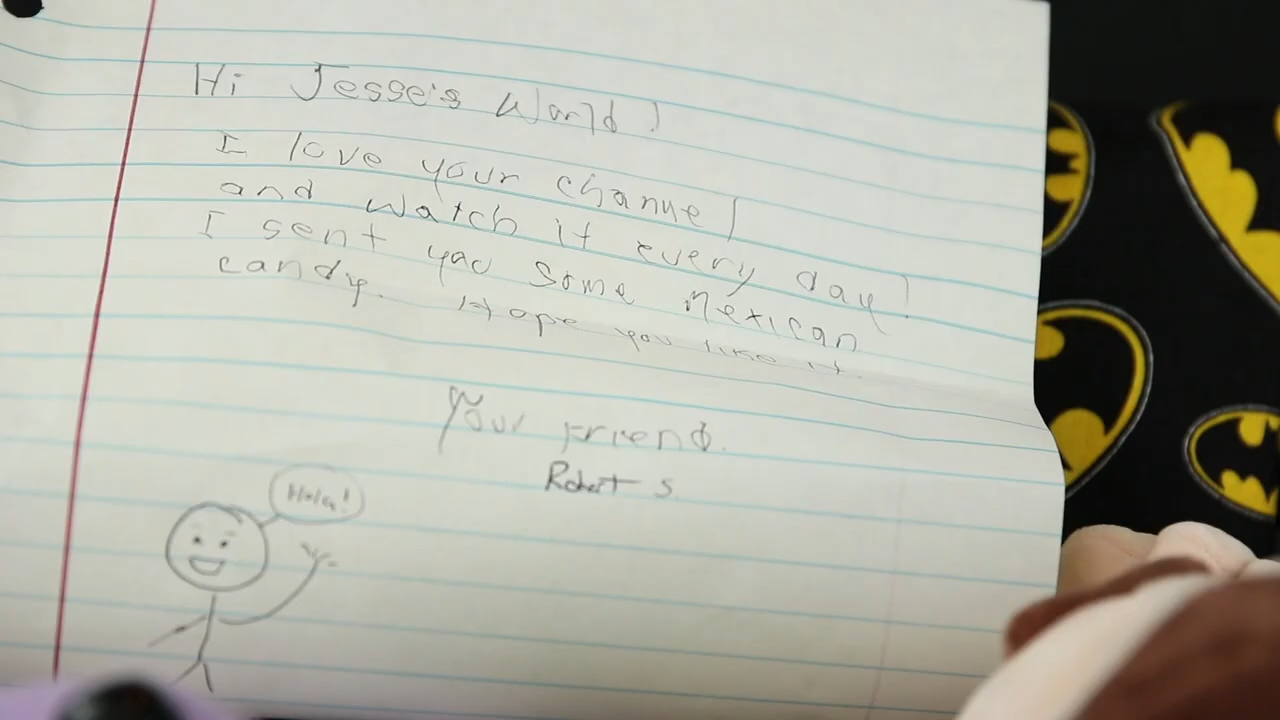 Hi Jesse's World!
I love your channel
and watch it every day!
I sent you some Mexican
candy. Hope you like it.
Your Friend.
Robert S.
Hola!